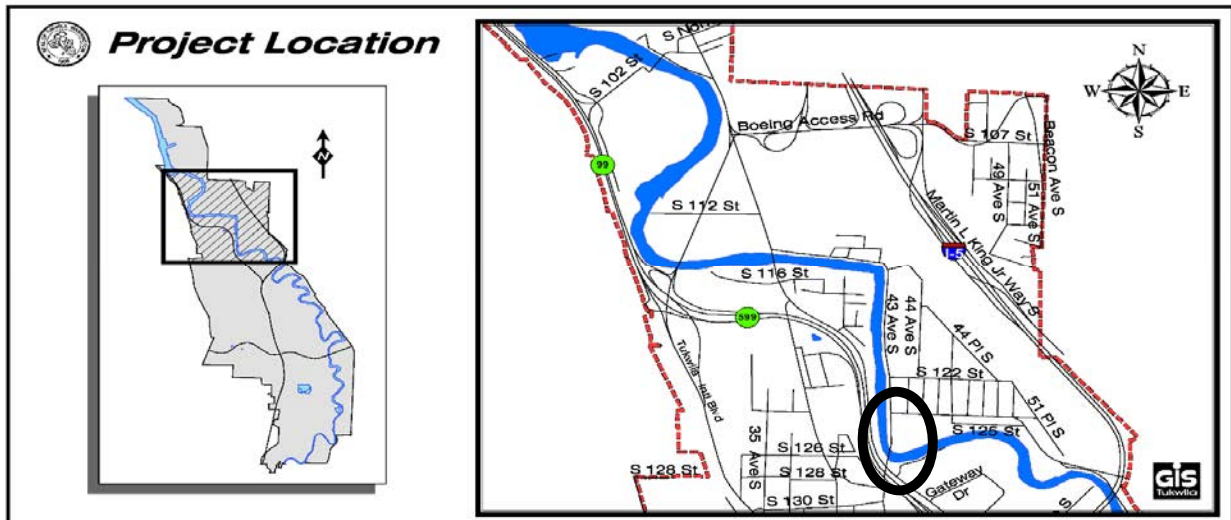 Project Location
N
N
W E
S
S 102 St
Boeing Access Rd
S 107 St
Beacon Ave S
49 Ave S
51 Ave S
99
S 112 St
Martin L King Jr Way S
I-5
S 116 St
44 Ave S
43 Ave S
599
44 Pl S
Tukwila Intl Blvd
S 122 St
51 Pl S
S 125 St
35 Ave S
S 126 St
S 128 St
S 128 St
Gateway Dr
S 130 St
GIS
Tukwila